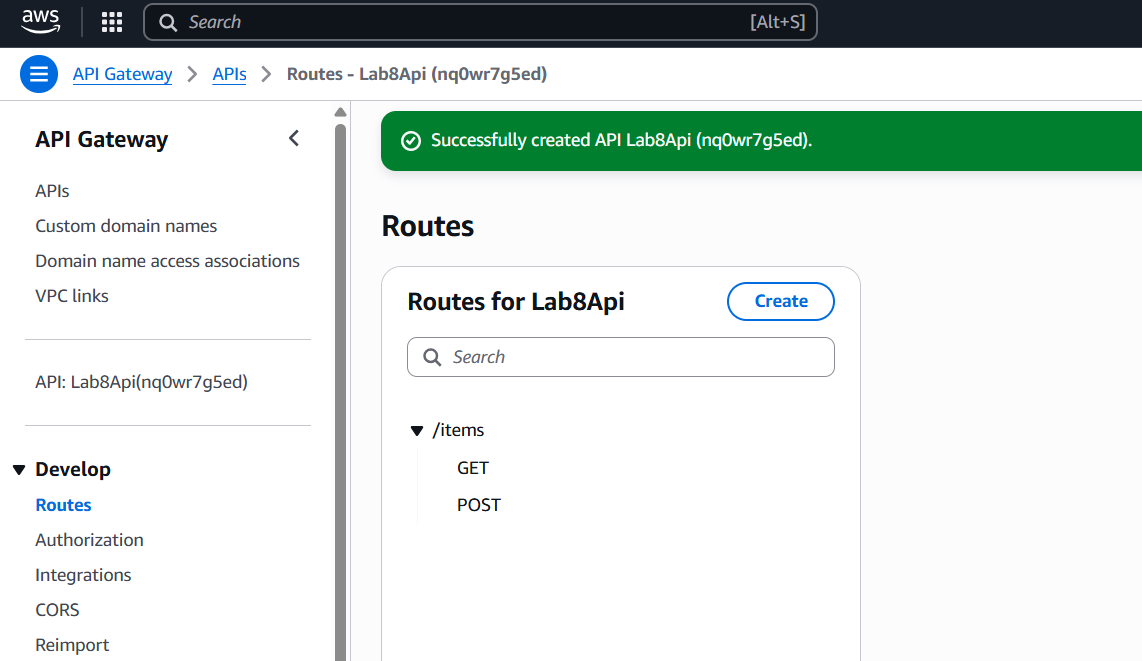 aws Search [Alt+S]
API Gateway > APIs > Routes - Lab8Api (nq0wr7g5ed)
API Gateway
APIs
Custom domain names
Domain name access associations
VPC links
API: Lab8Api(nq0wr7g5ed)
Develop
Routes
Authorization
Integrations
CORS
Reimport
Successfully created API Lab8Api (nq0wr7g5ed).
Routes
Routes for Lab8Api Create
Search
/items
GET
POST